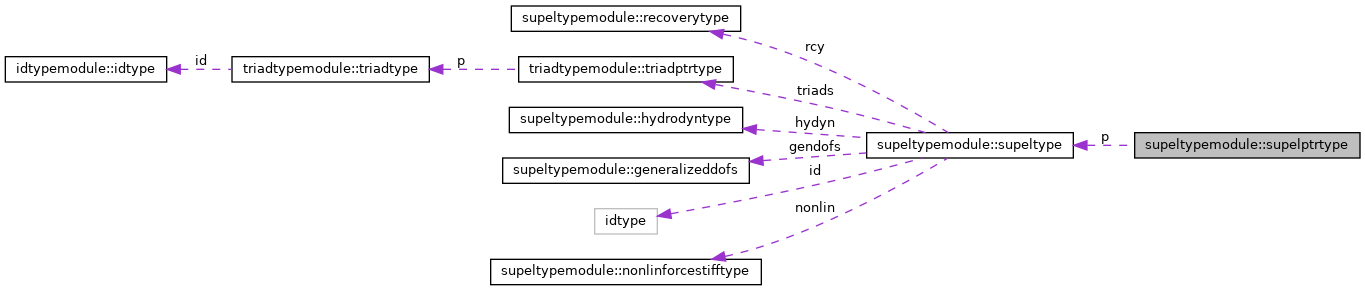 supeltypemodule::recoverytype
rcy
idtypemodule::idtype
id
triadtypemodule::triadtype
p
triadtypemodule::triadptrtype
triads
supeltypemodule::hydrodyntype
hydyn
supeltypemodule::supeltype
p
supeltypemodule::supelptrtype
gendofs
supeltypemodule::generalizeddofs
id
idtype
nonlin
supeltypemodule::nonlinforcestifftype